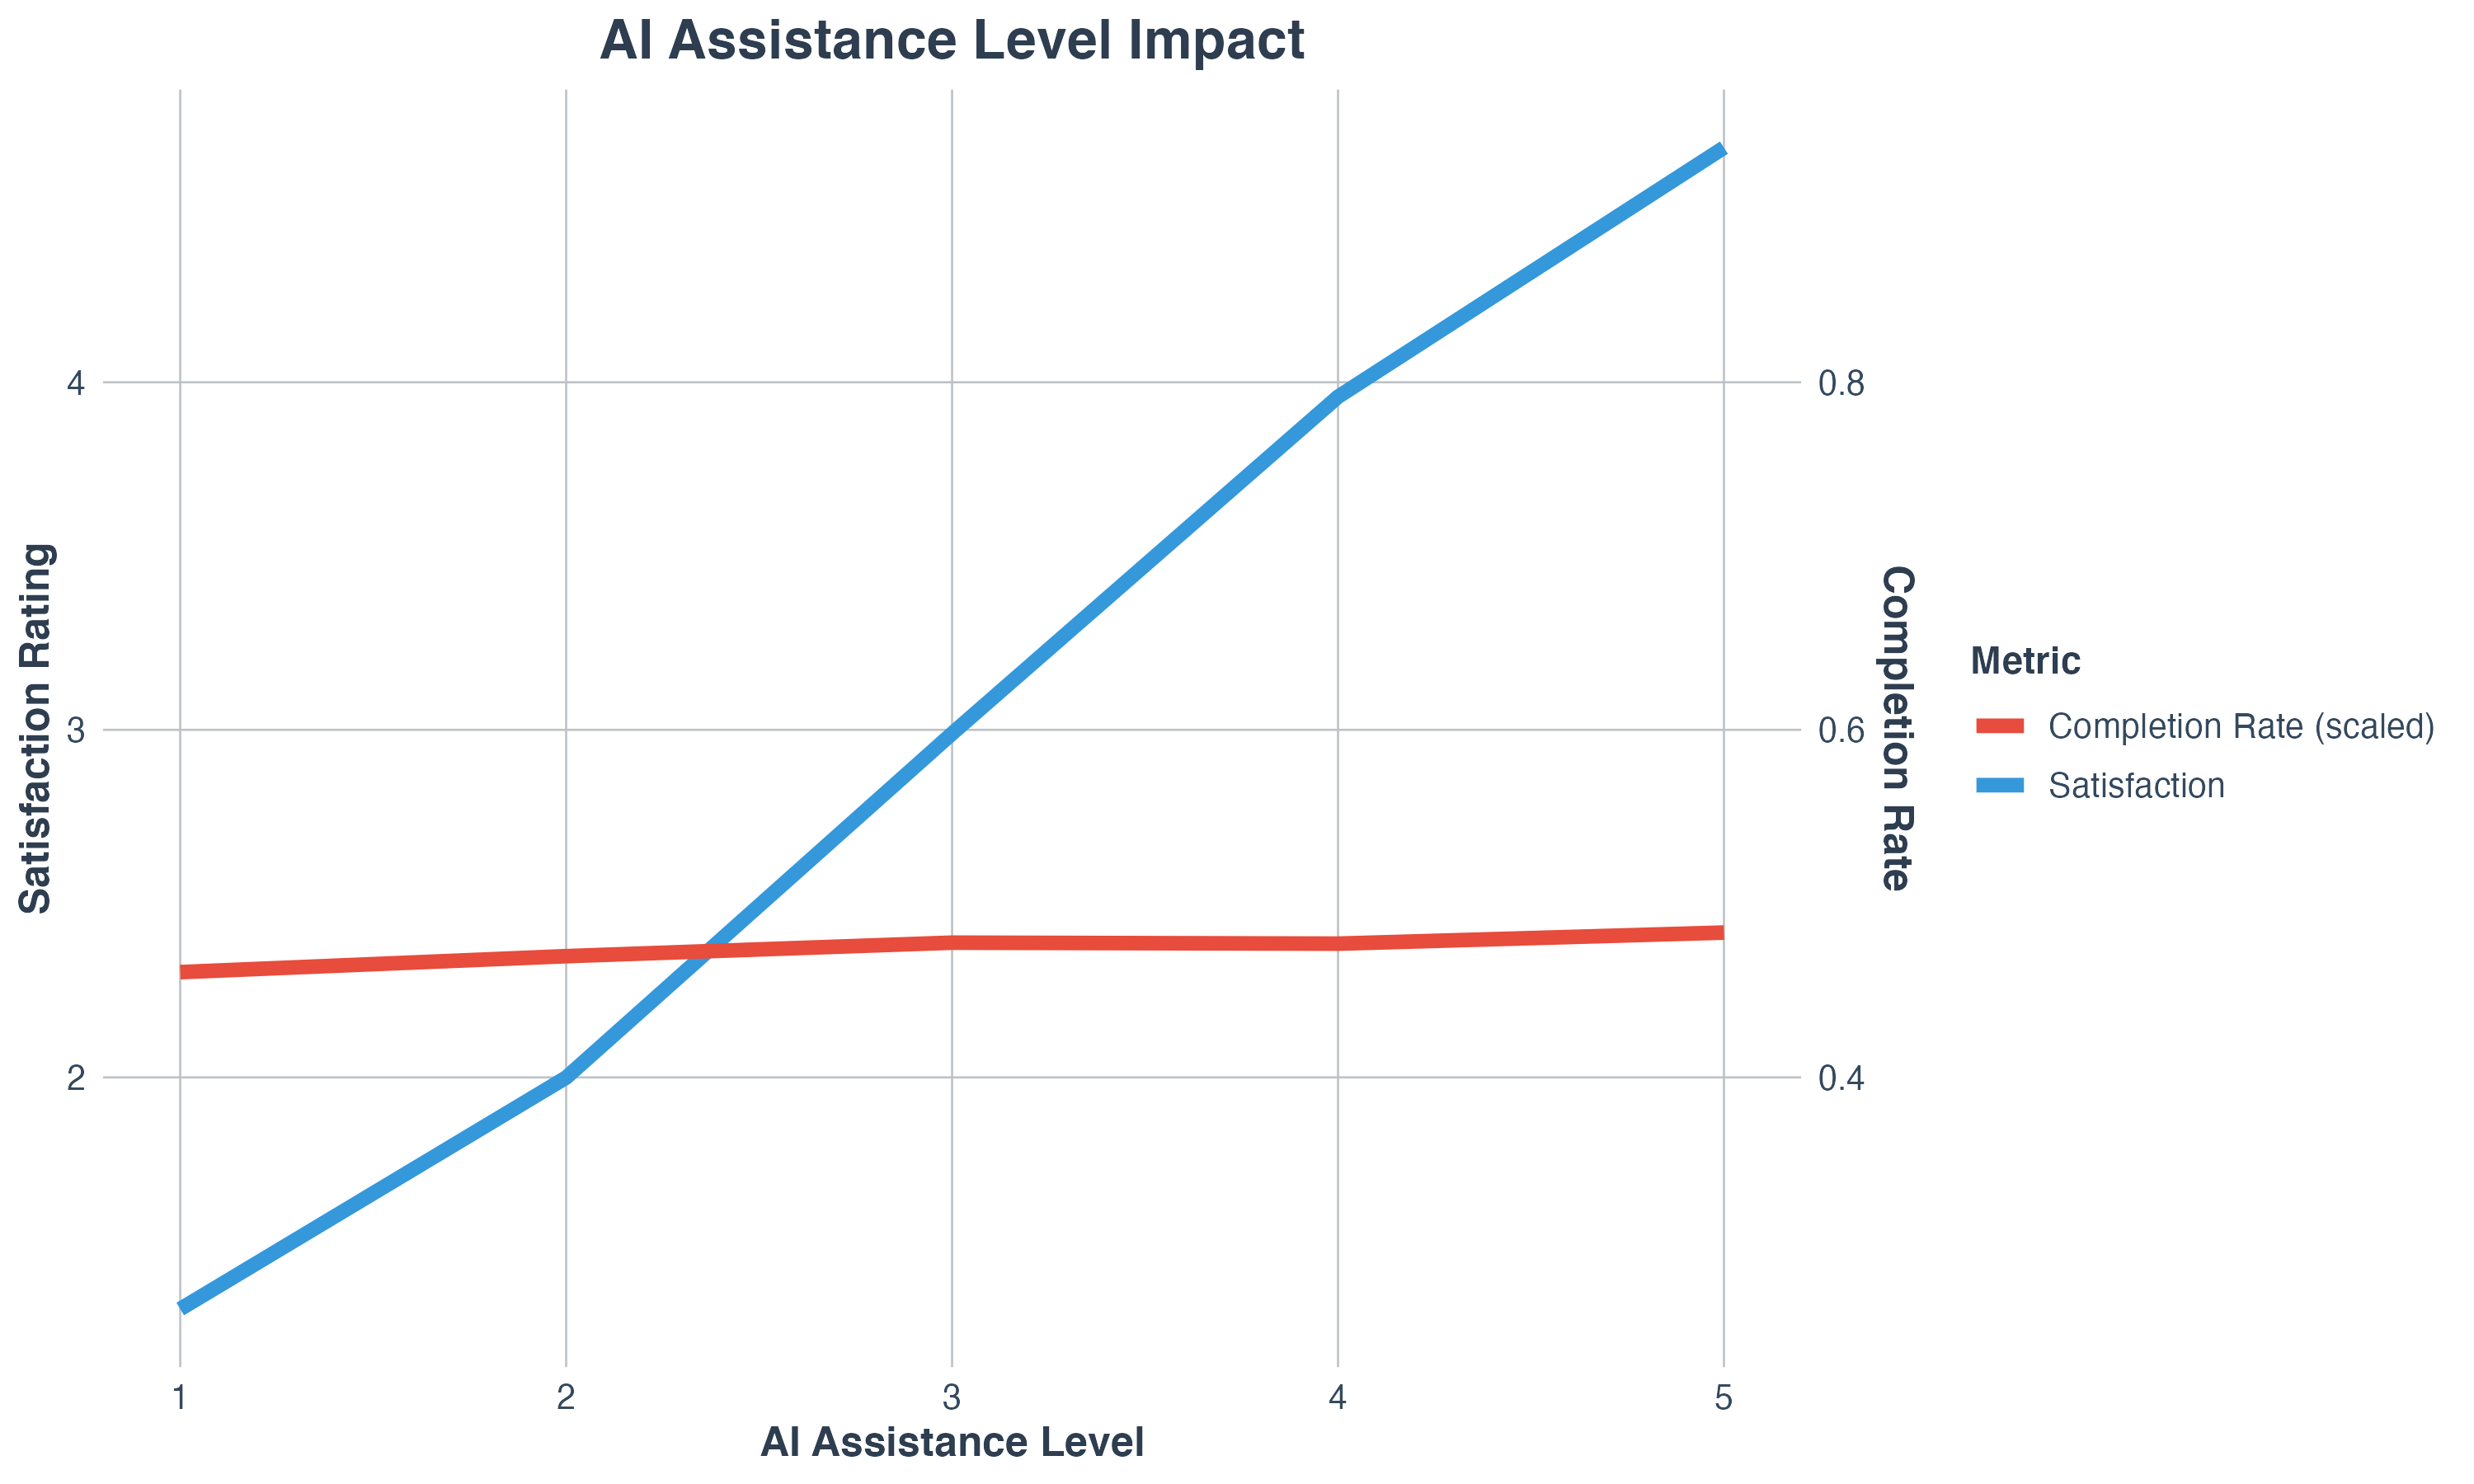 AI Assistance Level Impact
Satisfaction Rating
4
3
2
0.8
0.6
0.4
Completion Rate
1
2
3
4
5
AI Assistance Level
Metric
Completion Rate (scaled)
Satisfaction